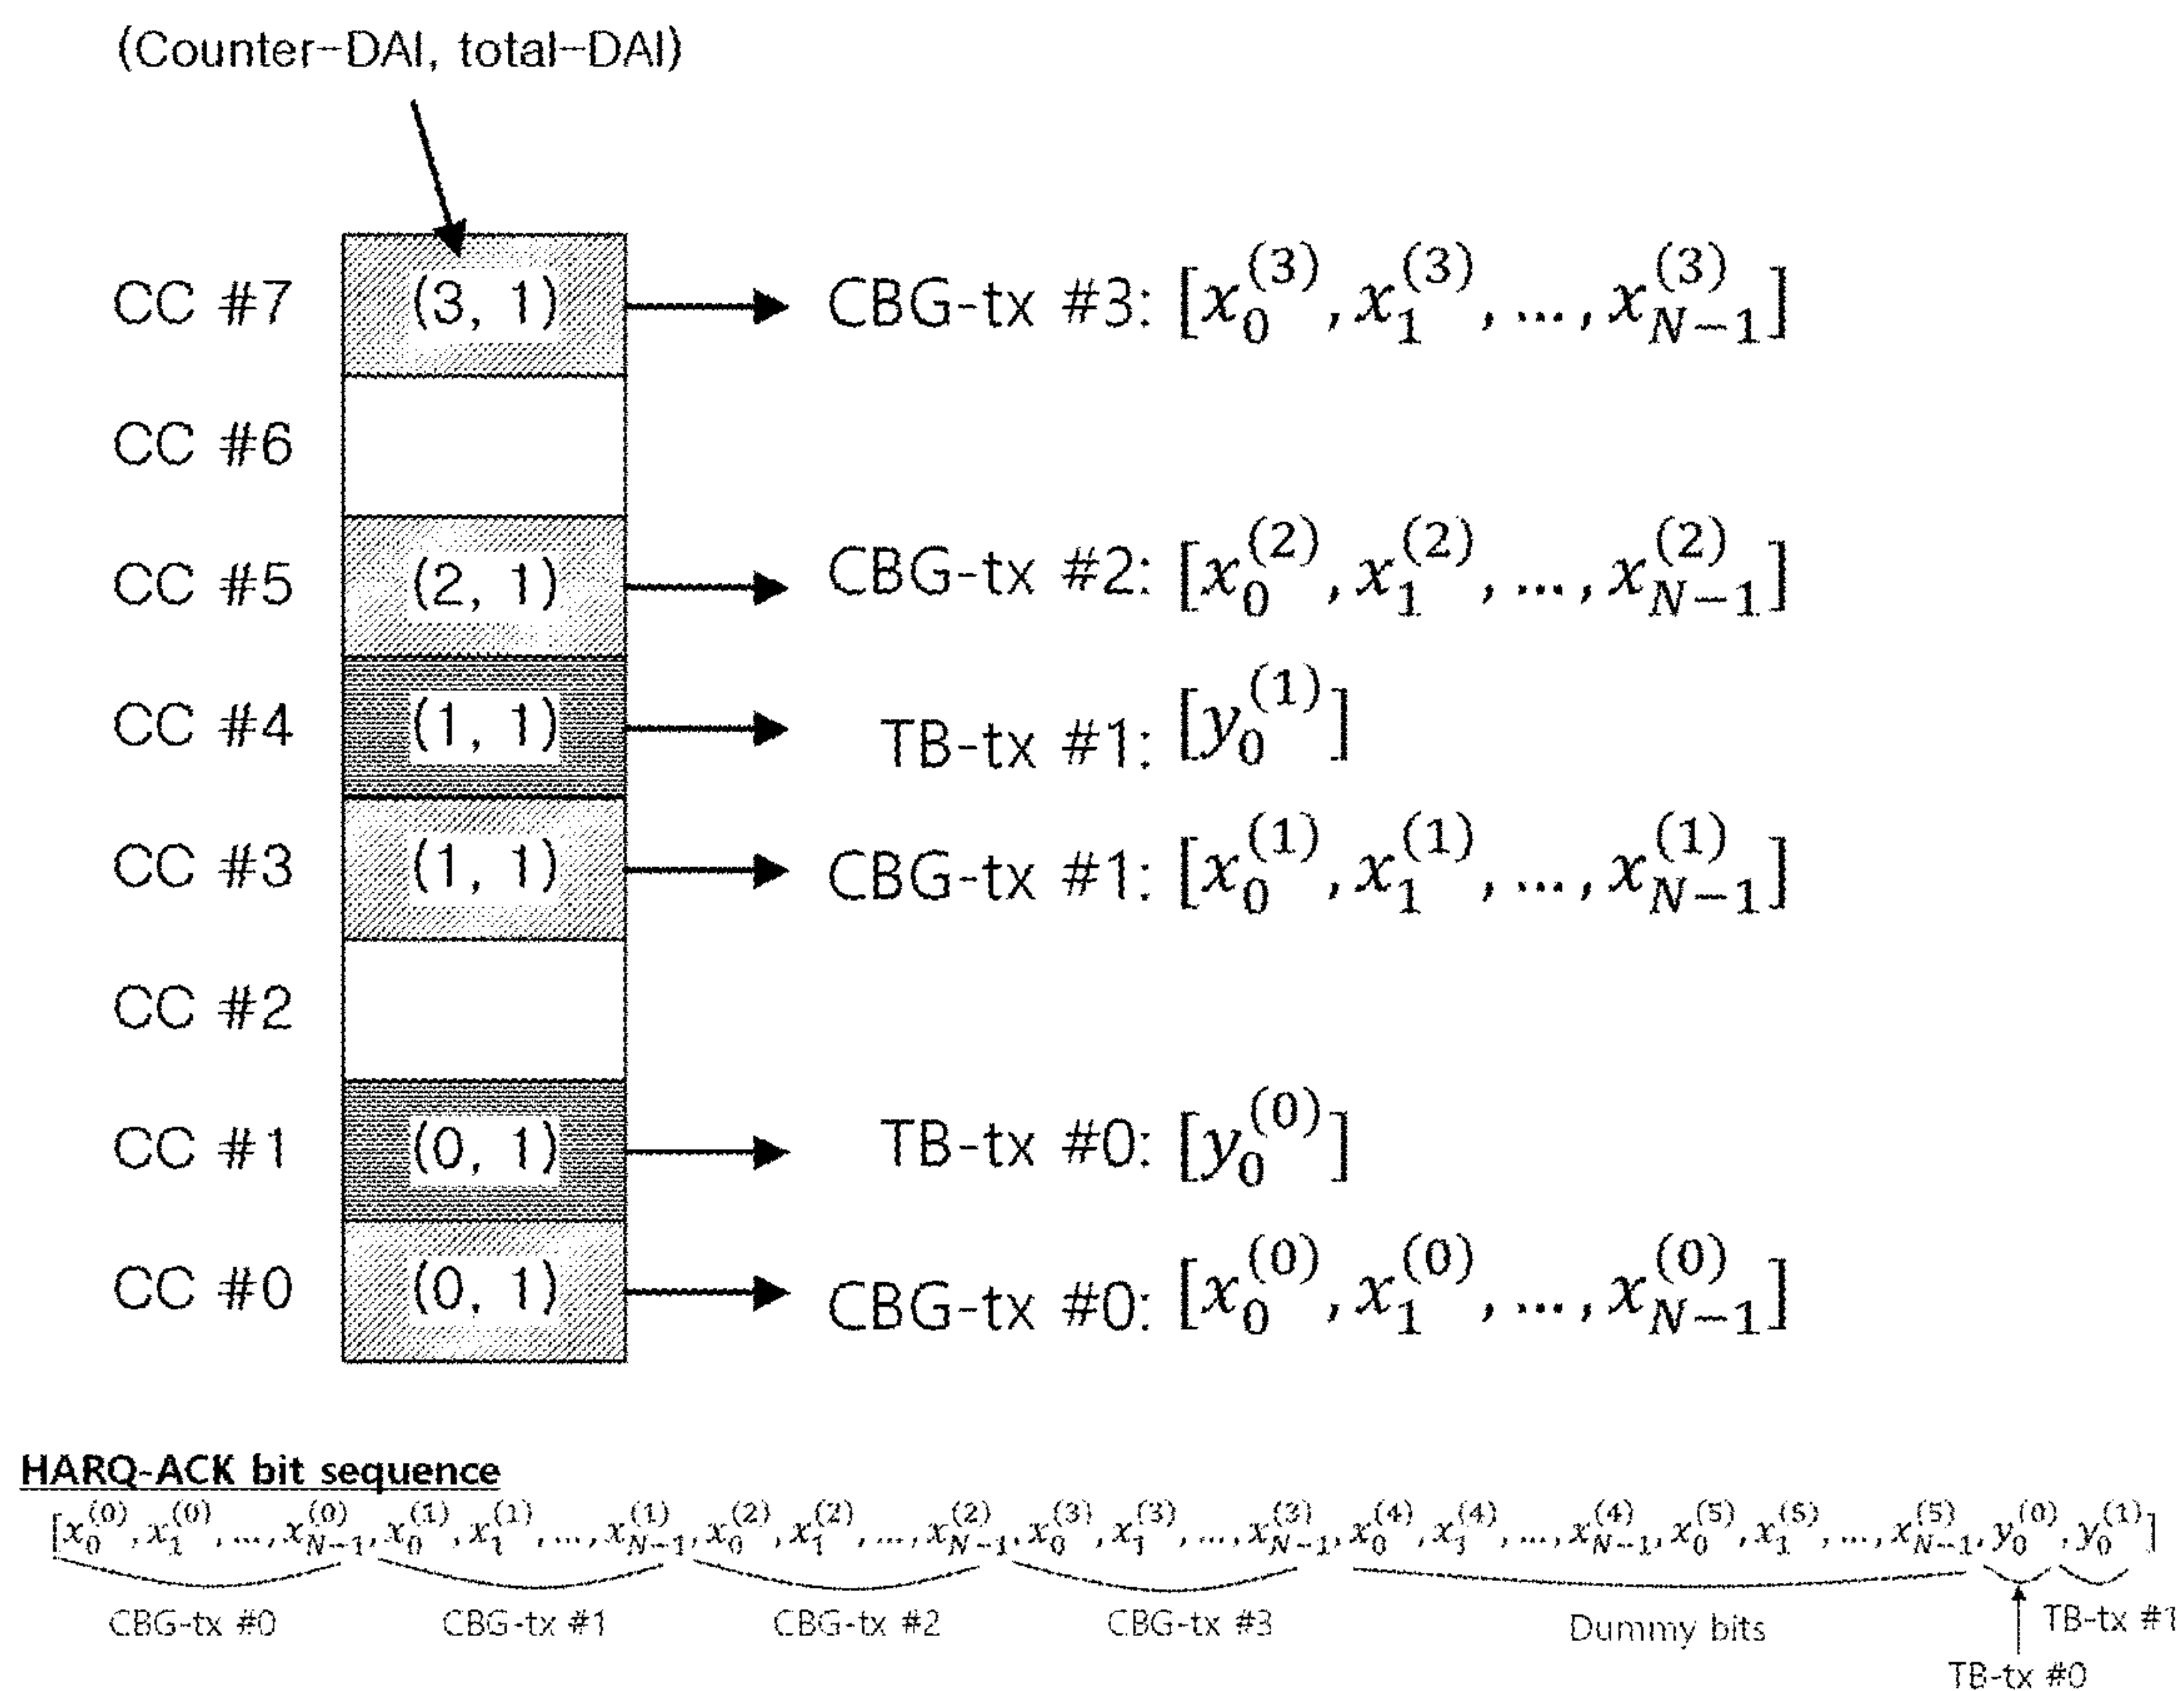 (Counter-DAI, total-DAI)
CC #7 (3, 1) CBG-tx #3: [x_0^(3), x_1^(3), ..., x_{N-1}^(3)]
CC #6
CC #5 (2, 1) CBG-tx #2: [x_0^(2), x_1^(2), ..., x_{N-1}^(2)]
CC #4 (1, 1) TB-tx #1: [y_0^(1)]
CC #3 (1, 1) CBG-tx #1: [x_0^(1), x_1^(1), ..., x_{N-1}^(1)]
CC #2
CC #1 (0, 1) TB-tx #0: [y_0^(0)]
CC #0 (0, 1) CBG-tx #0: [x_0^(0), x_1^(0), ..., x_{N-1}^(0)]
HARQ-ACK bit sequence
[x_0^(0), x_1^(0), ..., x_{N-1}^(0), x_0^(1), x_1^(1), ..., x_{N-1}^(1), x_0^(2), x_1^(2), ..., x_{N-1}^(2), x_0^(3), x_1^(3), ..., x_{N-1}^(3), x_0^(4), x_1^(4), ..., x_{N-1}^(4), x_0^(5), x_1^(5), ..., x_{N-1}^(5), y_0^(0), y_0^(1)]
CBG-tx #0 CBG-tx #1 CBG-tx #2 CBG-tx #3 Dummy bits TB-tx #1
TB-tx #0